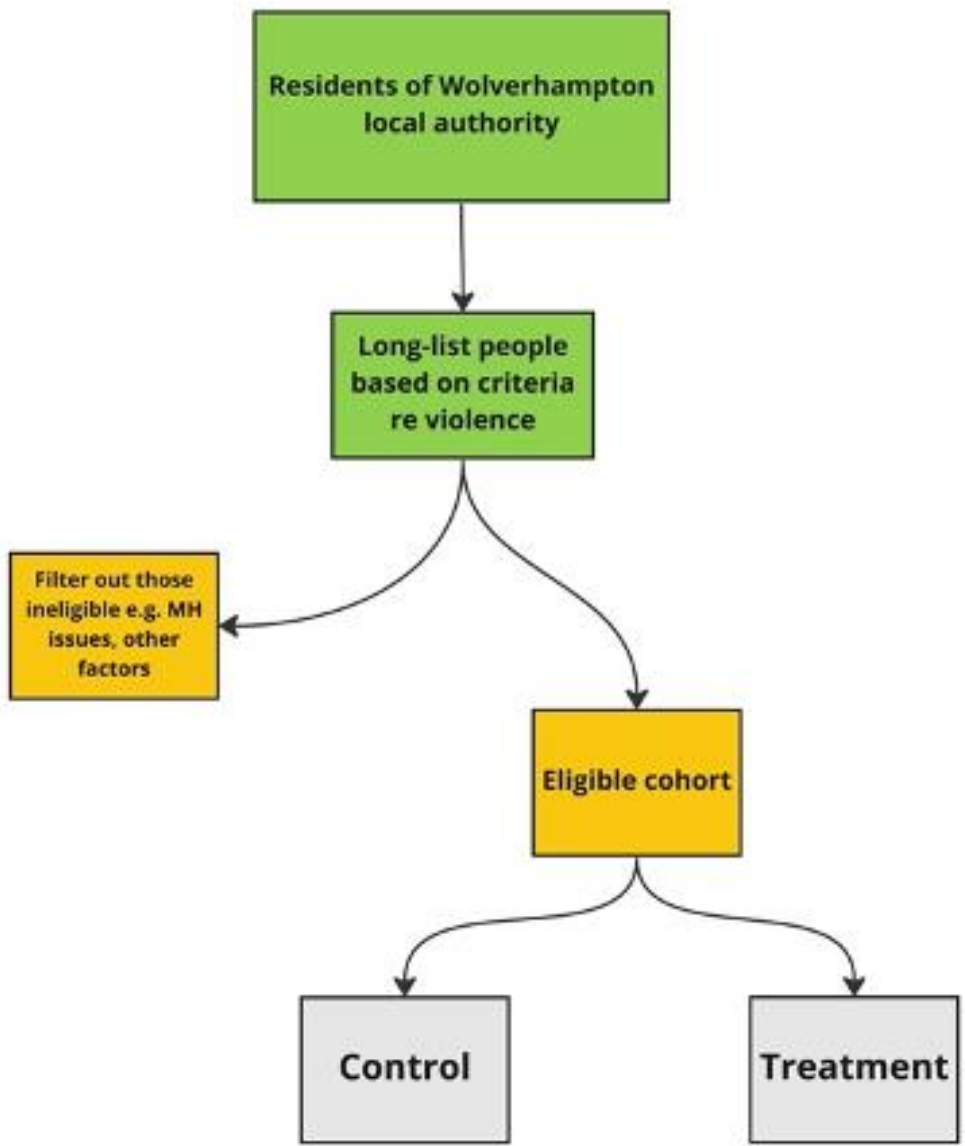 Residents of Wolverhampton
local authority
Long-list people
based on criteria
re violence
Filter out those
ineligible e.g. MH
issues, other
factors
Eligible cohort
Control
Treatment